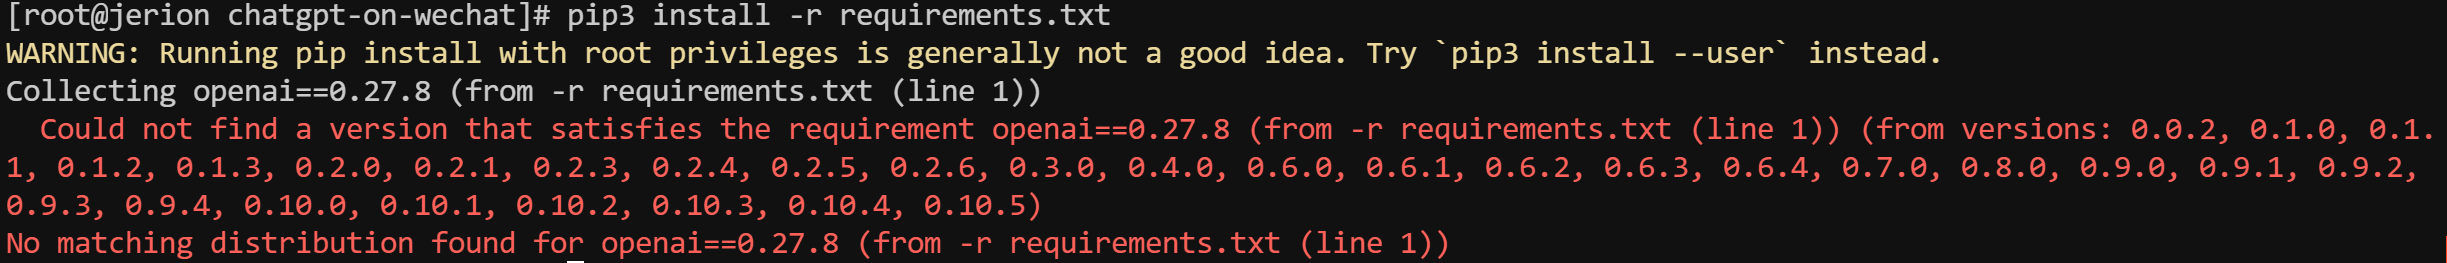 [root@jerion chatgpt-on-wechat]# pip3 install -r requirements.txt
WARNING: Running pip install with root privileges is generally not a good idea. Try `pip3 install --user` instead.
Collecting openai==0.27.8 (from -r requirements.txt (line 1))
  Could not find a version that satisfies the requirement openai==0.27.8 (from -r requirements.txt (line 1)) (from versions: 0.0.2, 0.1.0, 0.1.
1, 0.1.2, 0.1.3, 0.2.0, 0.2.1, 0.2.3, 0.2.4, 0.2.5, 0.2.6, 0.3.0, 0.4.0, 0.6.0, 0.6.1, 0.6.2, 0.6.3, 0.6.4, 0.7.0, 0.8.0, 0.9.0, 0.9.1, 0.9.2,
0.9.3, 0.9.4, 0.10.0, 0.10.1, 0.10.2, 0.10.3, 0.10.4, 0.10.5)
No matching distribution found for openai==0.27.8 (from -r requirements.txt (line 1))